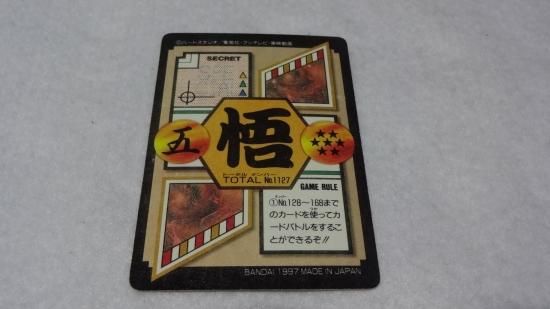 ©バードスタジオ/集英社・フジテレビ・東映動画
SECRET
五
悟
トータル ナンバー
TOTAL No.1127
GAME RULE
①No.128〜169まで
のカードを使ってカ
ードバトルをするこ
とができるぞ!!
BANDAI 1997 MADE IN JAPAN